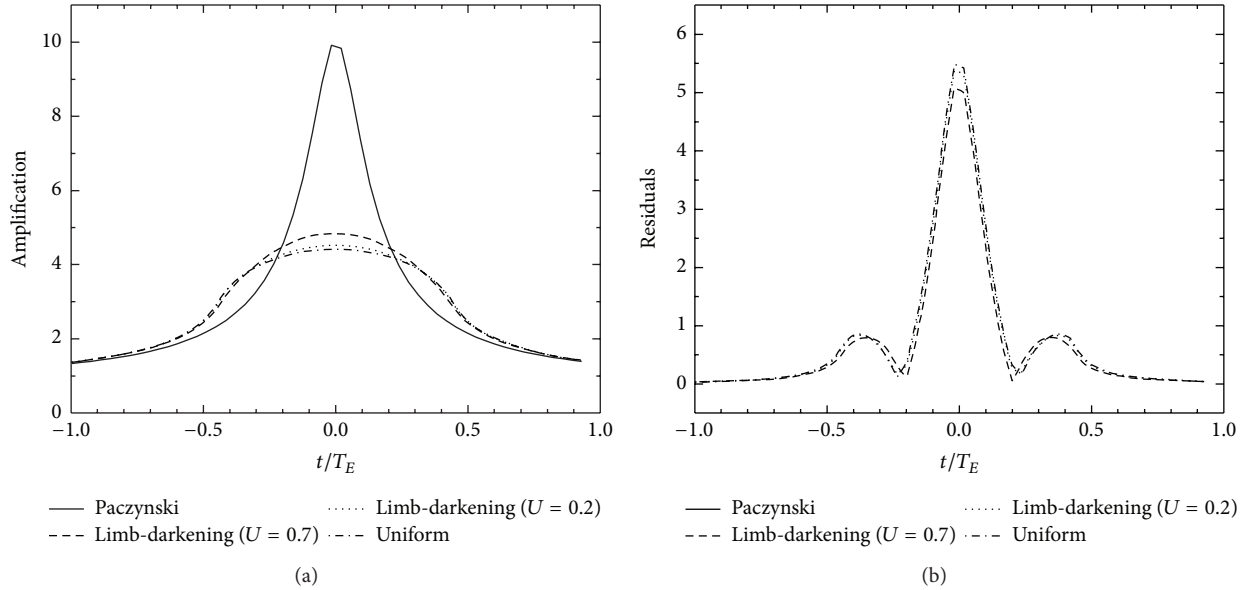 10
8
6
4
2
0
Amplification
−1.0 −0.5 0.0 0.5 1.0
t/T_E
Paczynski
Limb-darkening (U = 0.7)
Limb-darkening (U = 0.2)
Uniform
(a)
6
5
4
3
2
1
0
Residuals
−1.0 −0.5 0.0 0.5 1.0
t/T_E
Paczynski
Limb-darkening (U = 0.7)
Limb-darkening (U = 0.2)
Uniform
(b)